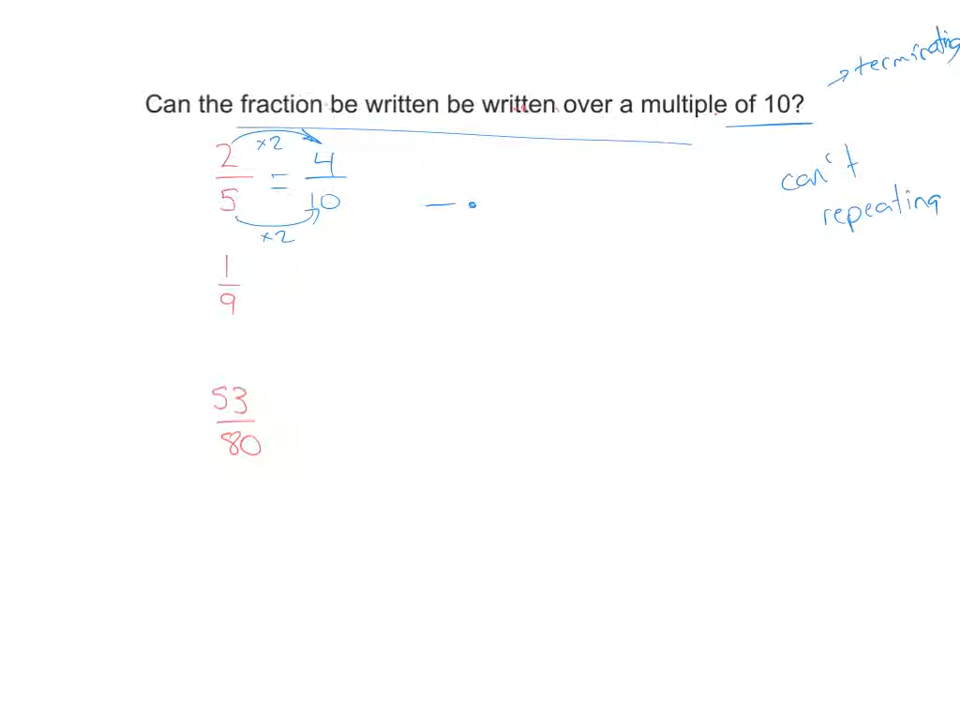 →terminating
Can the fraction be written be written over a multiple of 10?
×2
2/5 = 4/10
×2
— .
can't
repeating
1/9
53/80